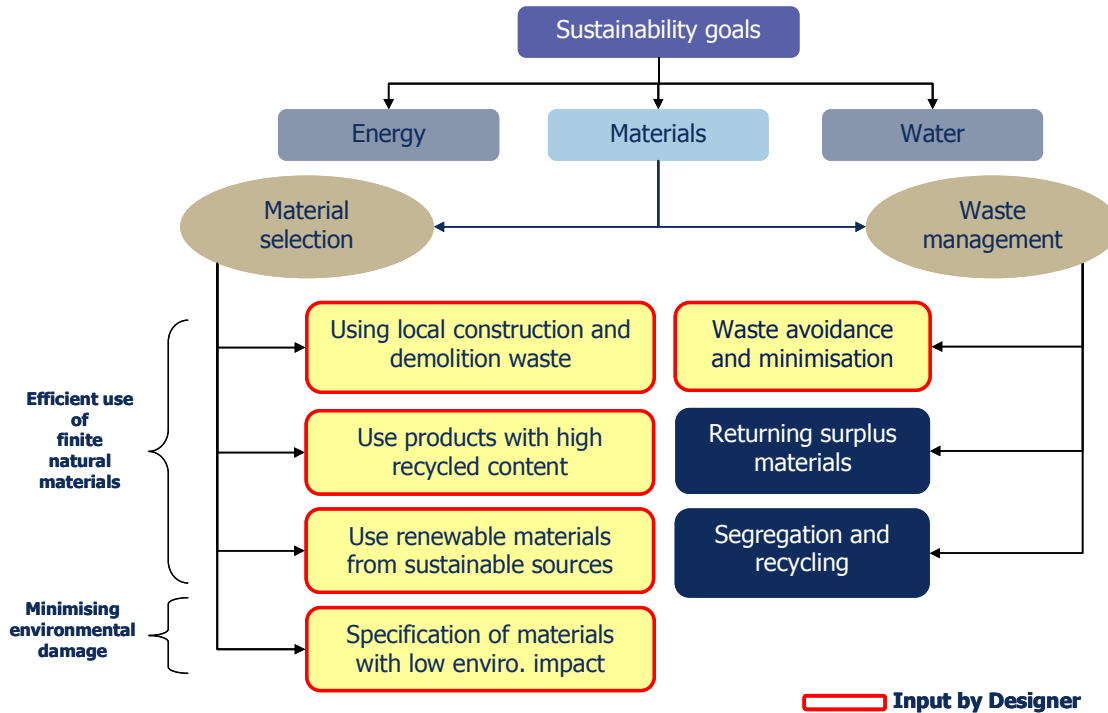 Sustainability goals
Energy
Materials
Water
Material
selection
Waste
management
Using local construction and
demolition waste
Waste avoidance
and minimisation
Efficient use
of
finite
natural
materials
Use products with high
recycled content
Returning surplus
materials
Use renewable materials
from sustainable sources
Segregation and
recycling
Minimising
environmental
damage
Specification of materials
with low enviro. impact
Input by Designer